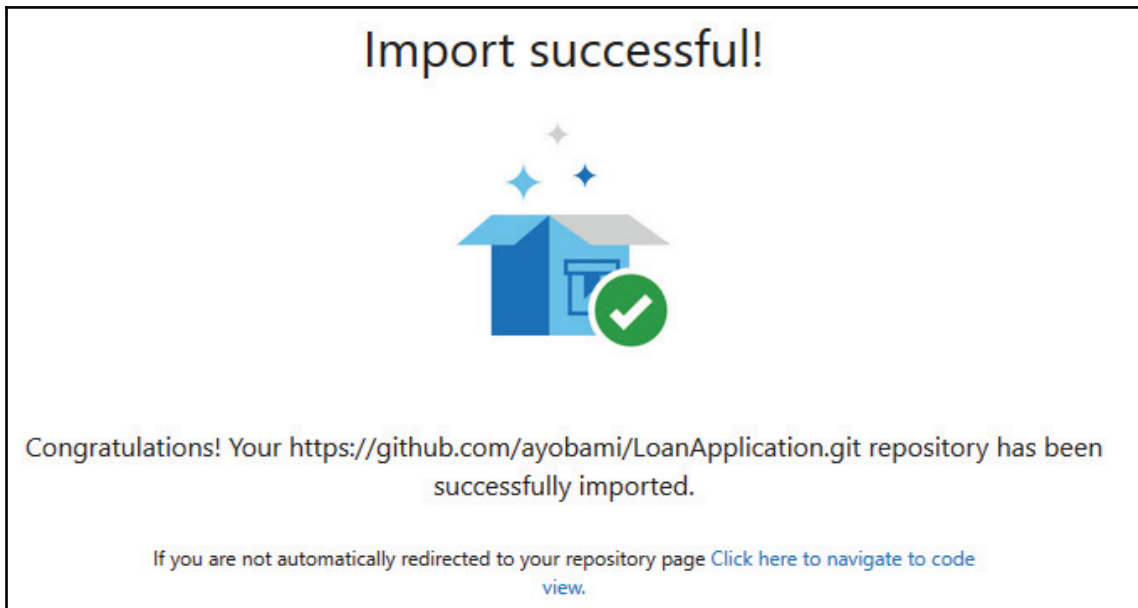 Import successful!
Congratulations! Your https://github.com/ayobami/LoanApplication.git repository has been
successfully imported.
If you are not automatically redirected to your repository page Click here to navigate to code
view.